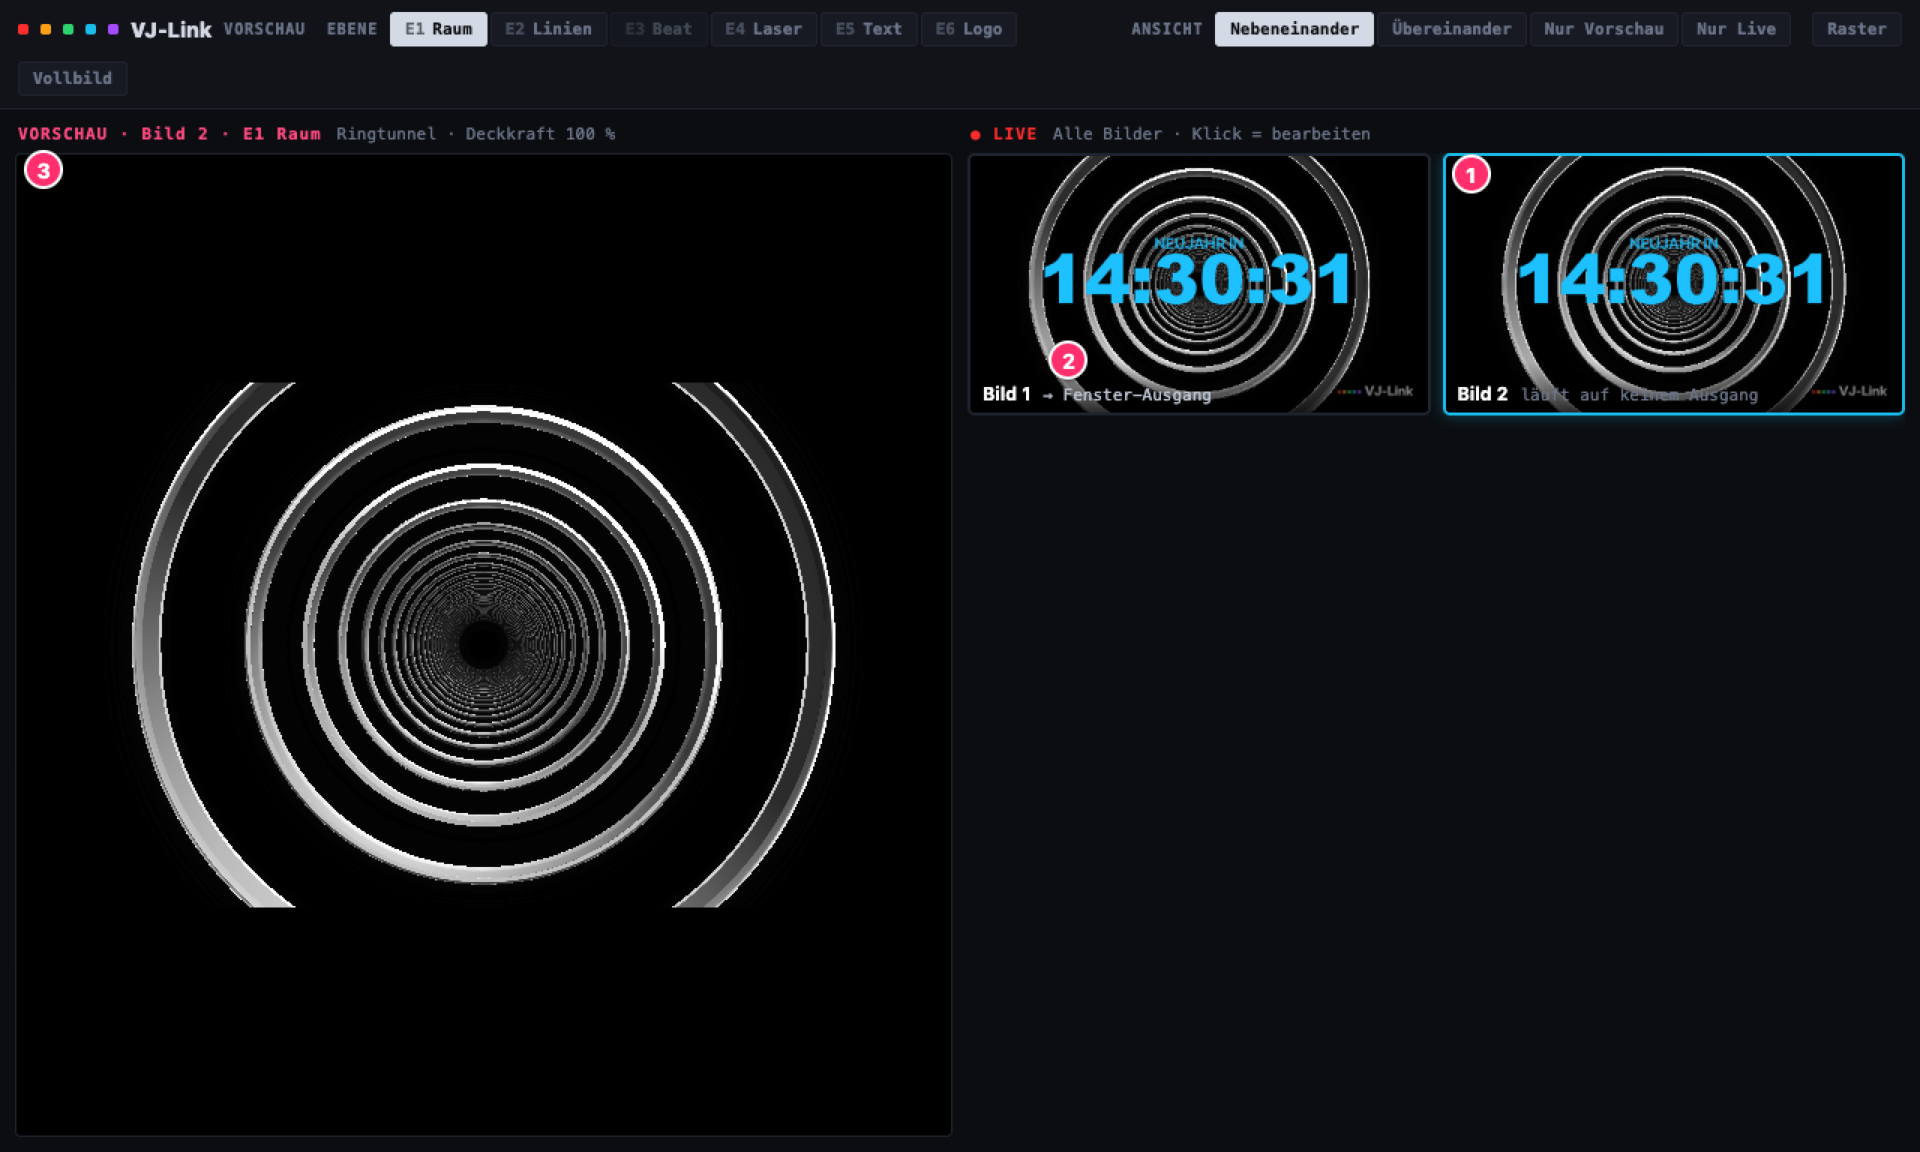 VJ-Link VORSCHAU EBENE E1 Raum E2 Linien E3 Beat E4 Laser E5 Text E6 Logo ANSICHT Nebeneinander Übereinander Nur Vorschau Nur Live Raster
Vollbild
VORSCHAU · Bild 2 · E1 Raum Ringtunnel · Deckkraft 100 %
3
● LIVE Alle Bilder · Klick = bearbeiten
NEUJAHR IN
14:30:31
2
Bild 1 → Fenster-Ausgang
VJ-Link
1
NEUJAHR IN
14:30:31
Bild 2 läuft auf keinem Ausgang
VJ-Link